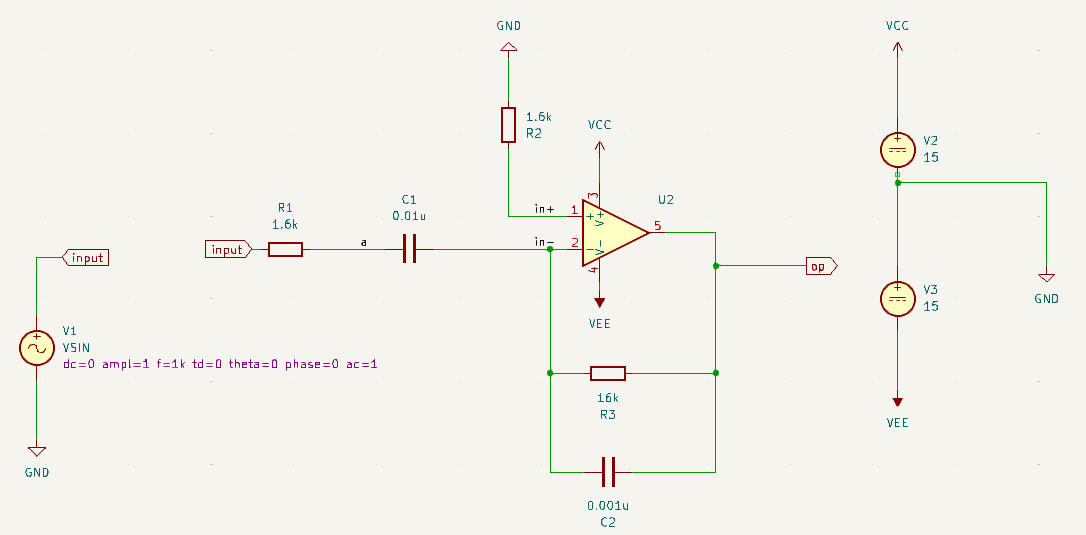 GND
VCC
1.6k
R2
VCC
V2
15
3
U2
C1
0.01u
R1
1.6k
in+
1
+
V+
5
a
in-
2
-
V-
input
input
op
4
V3
15
GND
VEE
V1
VSIN
dc=0 ampl=1 f=1k td=0 theta=0 phase=0 ac=1
16k
R3
VEE
GND
0.001u
C2